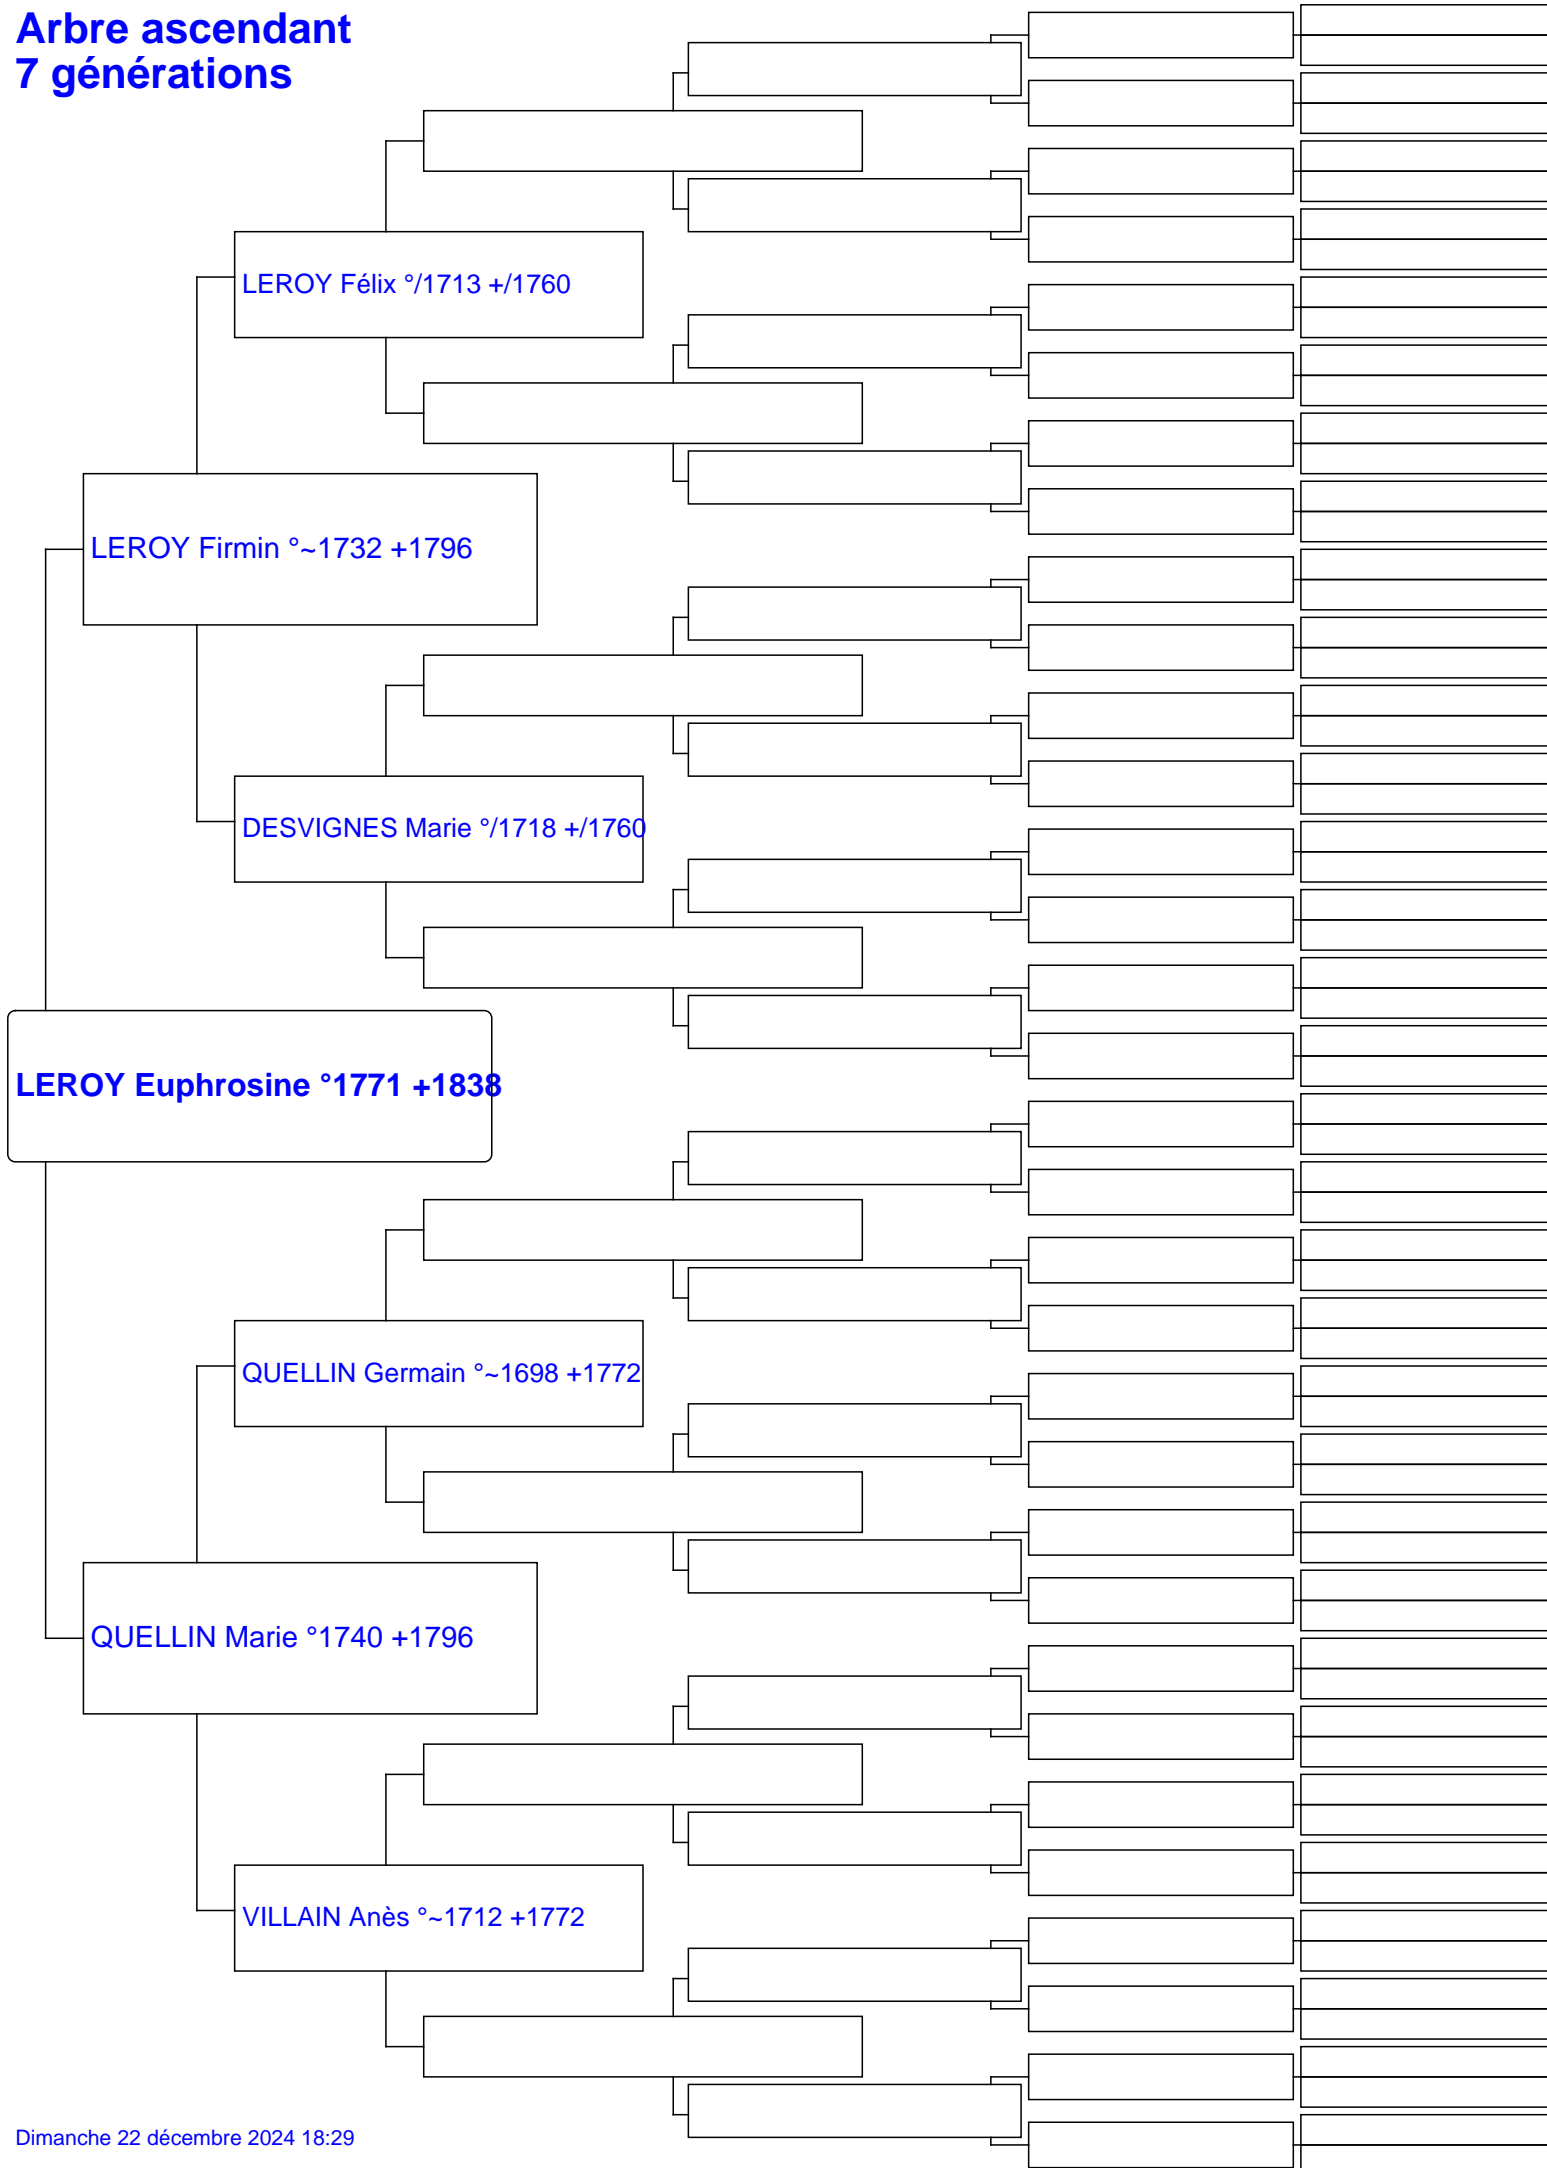 Arbre ascendant
7 générations
LEROY Félix °/1713 +/1760
LEROY Firmin °~1732 +1796
DESVIGNES Marie °/1718 +/1760
LEROY Euphrosine °1771 +1838
QUELLIN Germain °~1698 +1772
QUELLIN Marie °1740 +1796
VILLAIN Anès °~1712 +1772
Dimanche 22 décembre 2024 18:29